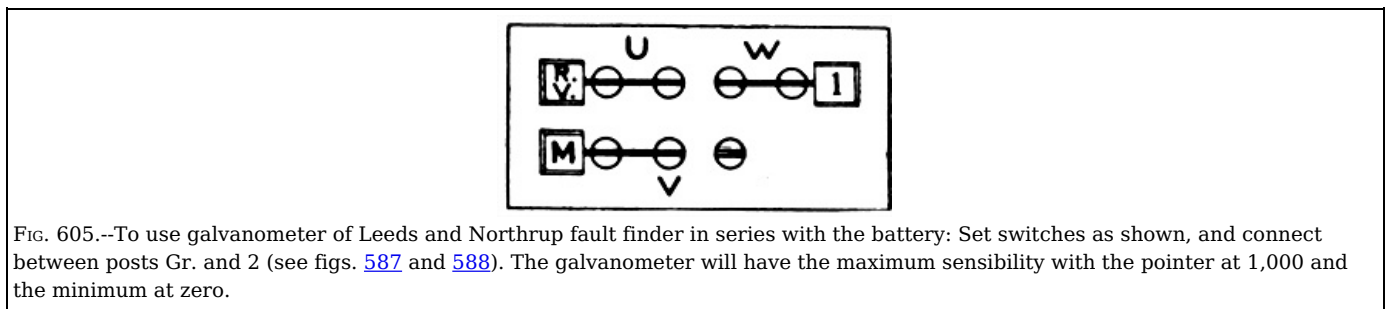 U W
R. V. 1
M
V
FIG. 605.--To use galvanometer of Leeds and Northrup fault finder in series with the battery: Set switches as shown, and connect
between posts Gr. and 2 (see figs. 587 and 588). The galvanometer will have the maximum sensibility with the pointer at 1,000 and
the minimum at zero.